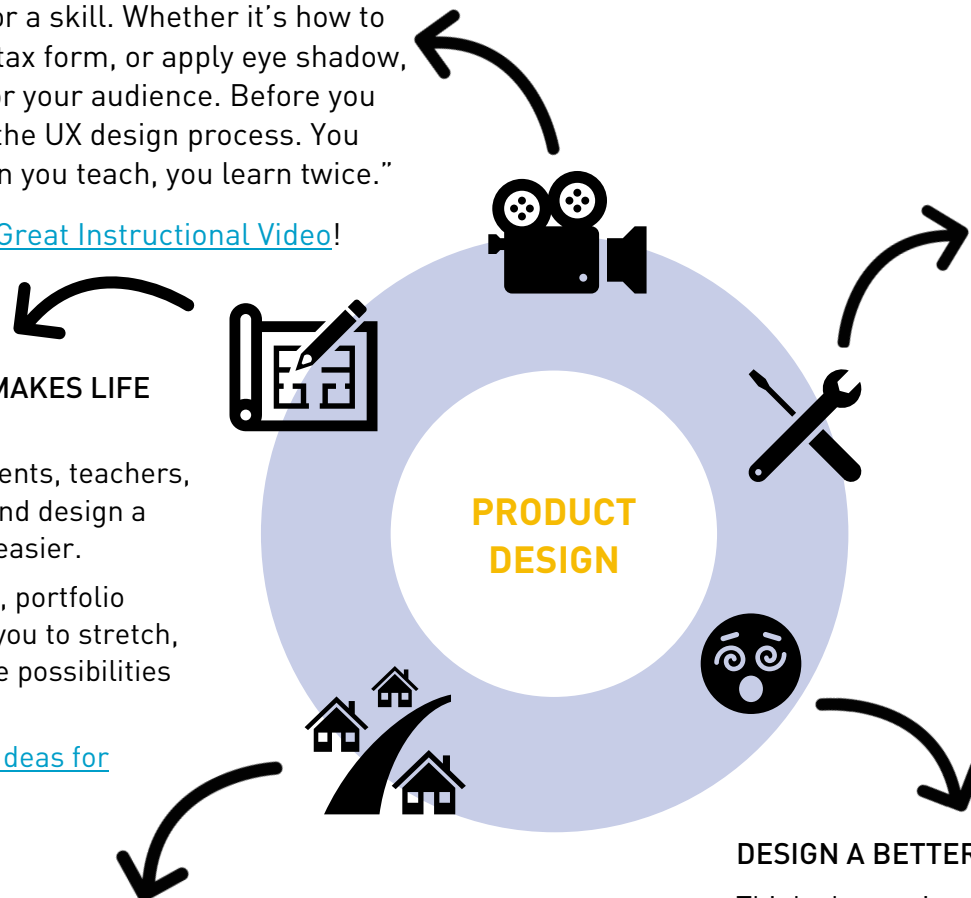 or a skill. Whether it’s how to
tax form, or apply eye shadow,
or your audience. Before you
the UX design process. You
n you teach, you learn twice.”
Great Instructional Video!
MAKES LIFE
ents, teachers,
nd design a
easier.
, portfolio
you to stretch,
e possibilities
deas for
PRODUCT
DESIGN
DESIGN A BETTER